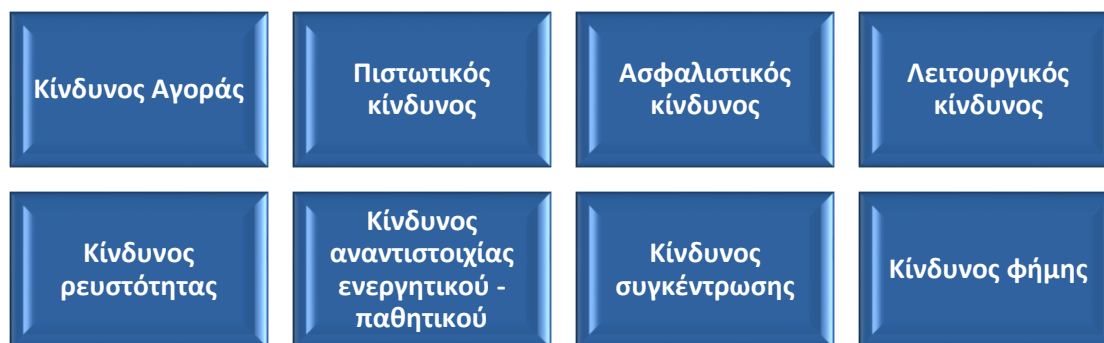 Κίνδυνος Αγοράς
Πιστωτικός
κίνδυνος
Ασφαλιστικός
κίνδυνος
Λειτουργικός
κίνδυνος
Κίνδυνος
ρευστότητας
Κίνδυνος
αναντιστοιχίας
ενεργητικού -
παθητικού
Κίνδυνος
συγκέντρωσης
Κίνδυνος φήμης